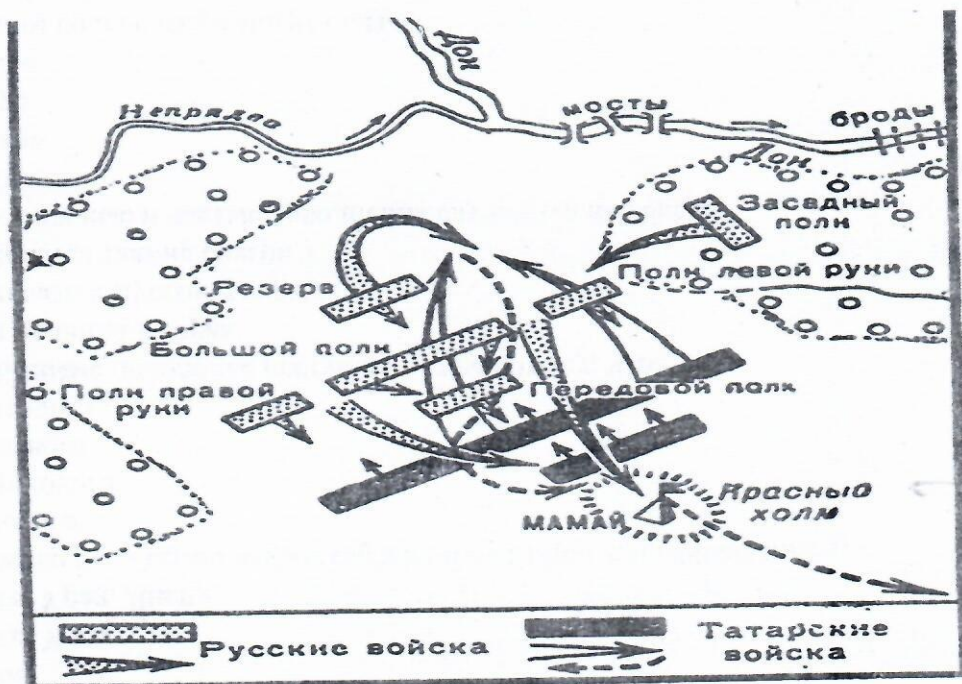 Дон
Непрядва
мосты
броды
Дон
Засадный
полк
Полк левой руки
Резерв
Большой полк
Полк правой
руки
Передовой полк
Красный
холм
МАМАЙ
Русские войска
Татарские
войска